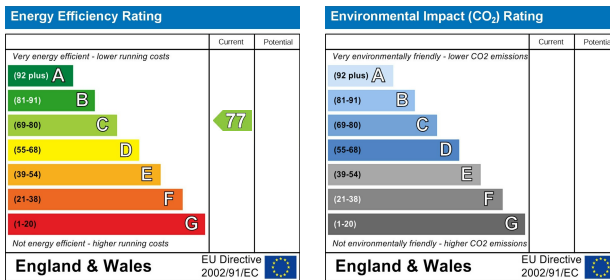 Energy Efficiency Rating
Current Potential
Very energy efficient - lower running costs
(92 plus) A
(81-91) B
(69-80) C
77
(55-68) D
(39-54) E
(21-38) F
(1-20) G
Not energy efficient - higher running costs
England & Wales
EU Directive
2002/91/EC
Environmental Impact (CO2) Rating
Current Potential
Very environmentally friendly - lower CO2 emissions
(92 plus) A
(81-91) B
(69-80) C
(55-68) D
(39-54) E
(21-38) F
(1-20) G
Not environmentally friendly - higher CO2 emissions
England & Wales
EU Directive
2002/91/EC